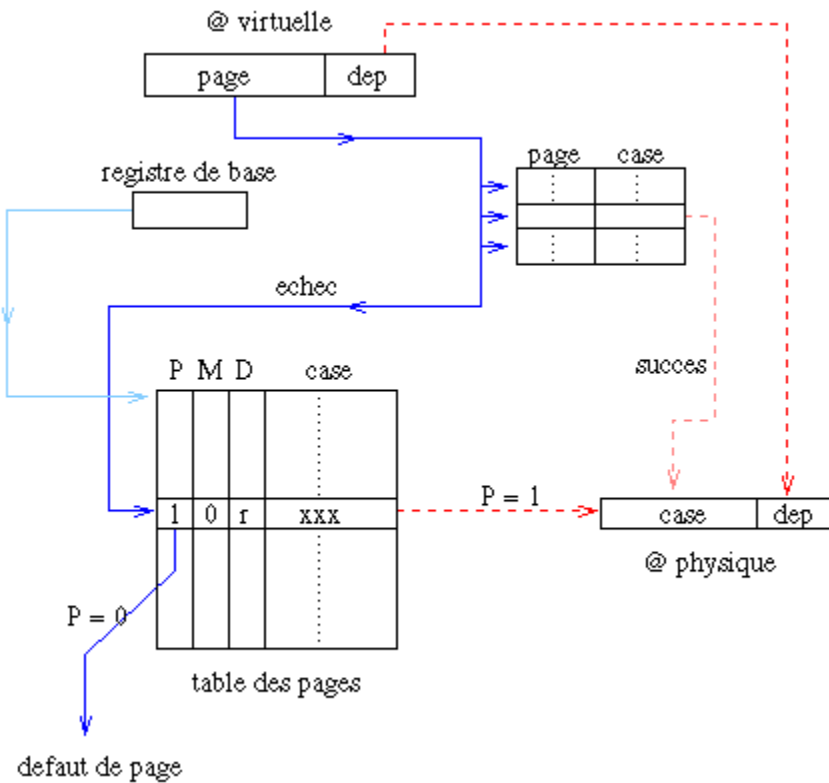 @ virtuelle
page dep
page case
registre de base
echec
succes
P M D case
1 0 r xxx
P = 1
case dep
@ physique
P = 0
table des pages
defaut de page